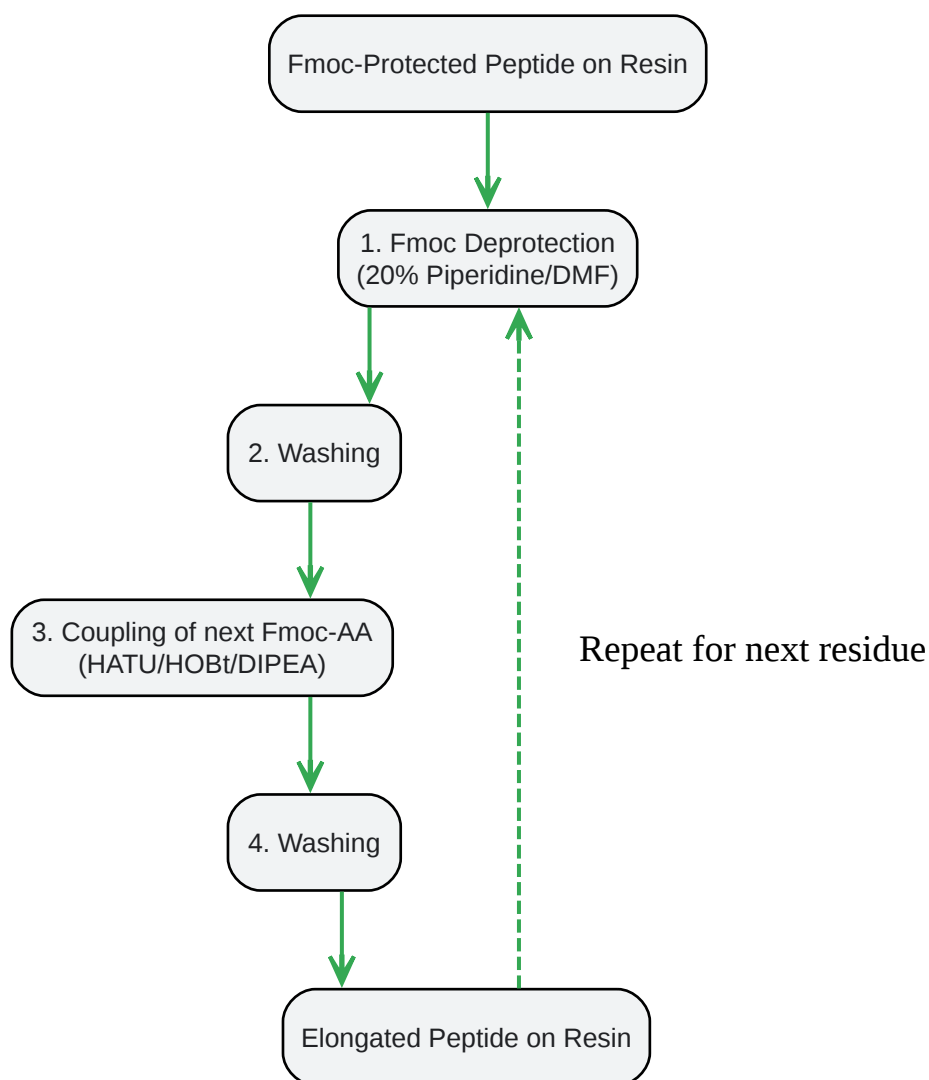 Fmoc-Protected Peptide on Resin
1. Fmoc Deprotection
(20% Piperidine/DMF)
2. Washing
3. Coupling of next Fmoc-AA
(HATU/HOBt/DIPEA)
Repeat for next residue
4. Washing
Elongated Peptide on Resin